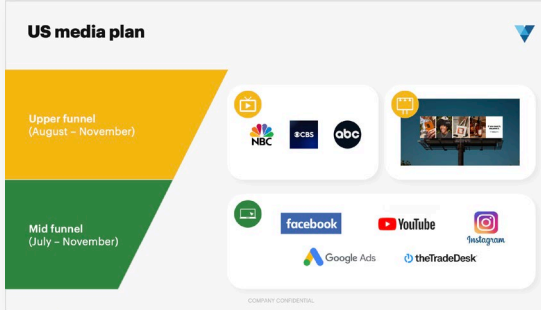 US media plan
Upper funnel
(August – November)
NBC
CBS
abc
Mid funnel
(July – November)
facebook
YouTube
Instagram
Google Ads
theTradeDesk
COMPANY CONFIDENTIAL